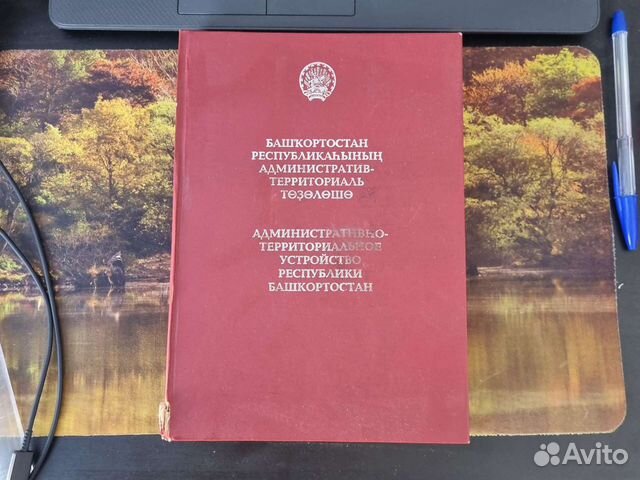 БАШҠОРТОСТАН
РЕСПУБЛИКАҺЫНЫҢ
АДМИНИСТРАТИВ-
ТЕРРИТОРИАЛЬ
ТӨҘӨЛӨШӨ
АДМИНИСТРАТИВНО-
ТЕРРИТОРИАЛЬНОЕ
УСТРОЙСТВО
РЕСПУБЛИКИ
БАШКОРТОСТАН
Avito